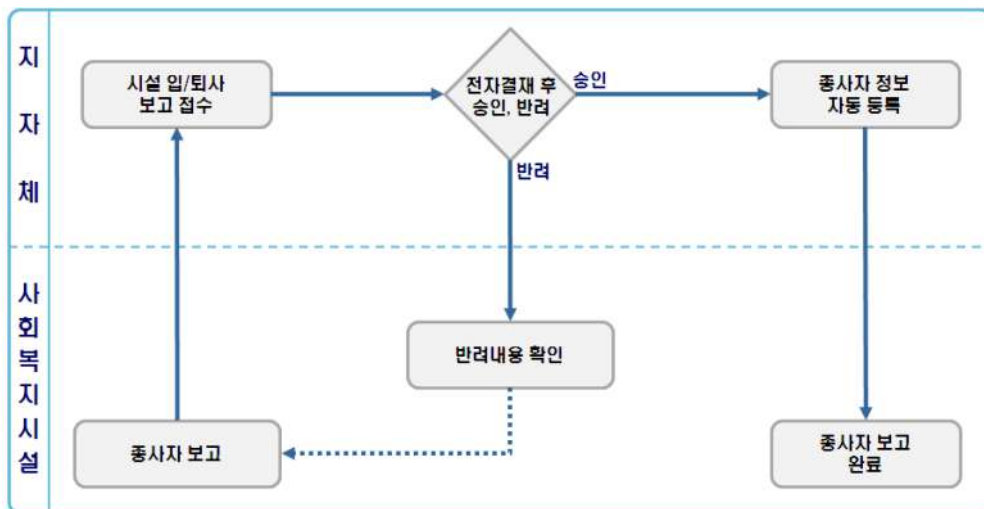 지자체
시설 입/퇴사
보고 접수
전자결재 후
승인, 반려
승인
종사자 정보
자동 등록
반려
사회복지시설
반려내용 확인
종사자 보고
종사자 보고
완료